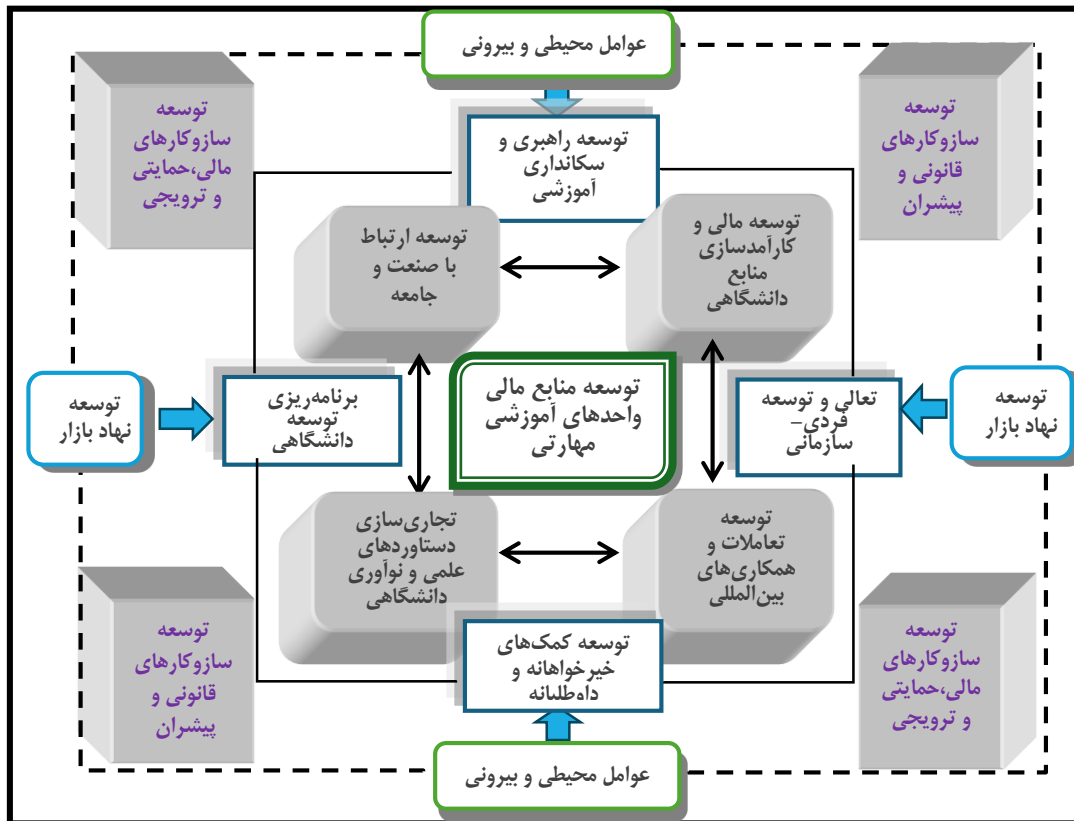 عوامل محیطی و بیرونی
توسعه
سازوکارهای
قانونی و
پیشران
توسعه
سازوکارهای
مالی،حمایتی
و ترویجی
توسعه راهبری و
سکانداری
آموزشی
توسعه مالی و
کارآمدسازی
منابع
دانشگاهی
توسعه ارتباط
با صنعت و
جامعه
توسعه
نهاد بازار
تعالی و توسعه
فردی-
سازمانی
توسعه منابع مالی
واحدهای آموزشی
مهارتی
برنامه‌ریزی
توسعه
دانشگاهی
توسعه
نهاد بازار
توسعه
تعاملات و
همکاری‌های
بین‌المللی
تجاری‌سازی
دستاوردهای
علمی و نوآوری
دانشگاهی
توسعه
سازوکارهای
مالی،حمایتی
و ترویجی
توسعه کمک‌های
خیرخواهانه و
داوطلبانه
توسعه
سازوکارهای
قانونی و
پیشران
عوامل محیطی و بیرونی